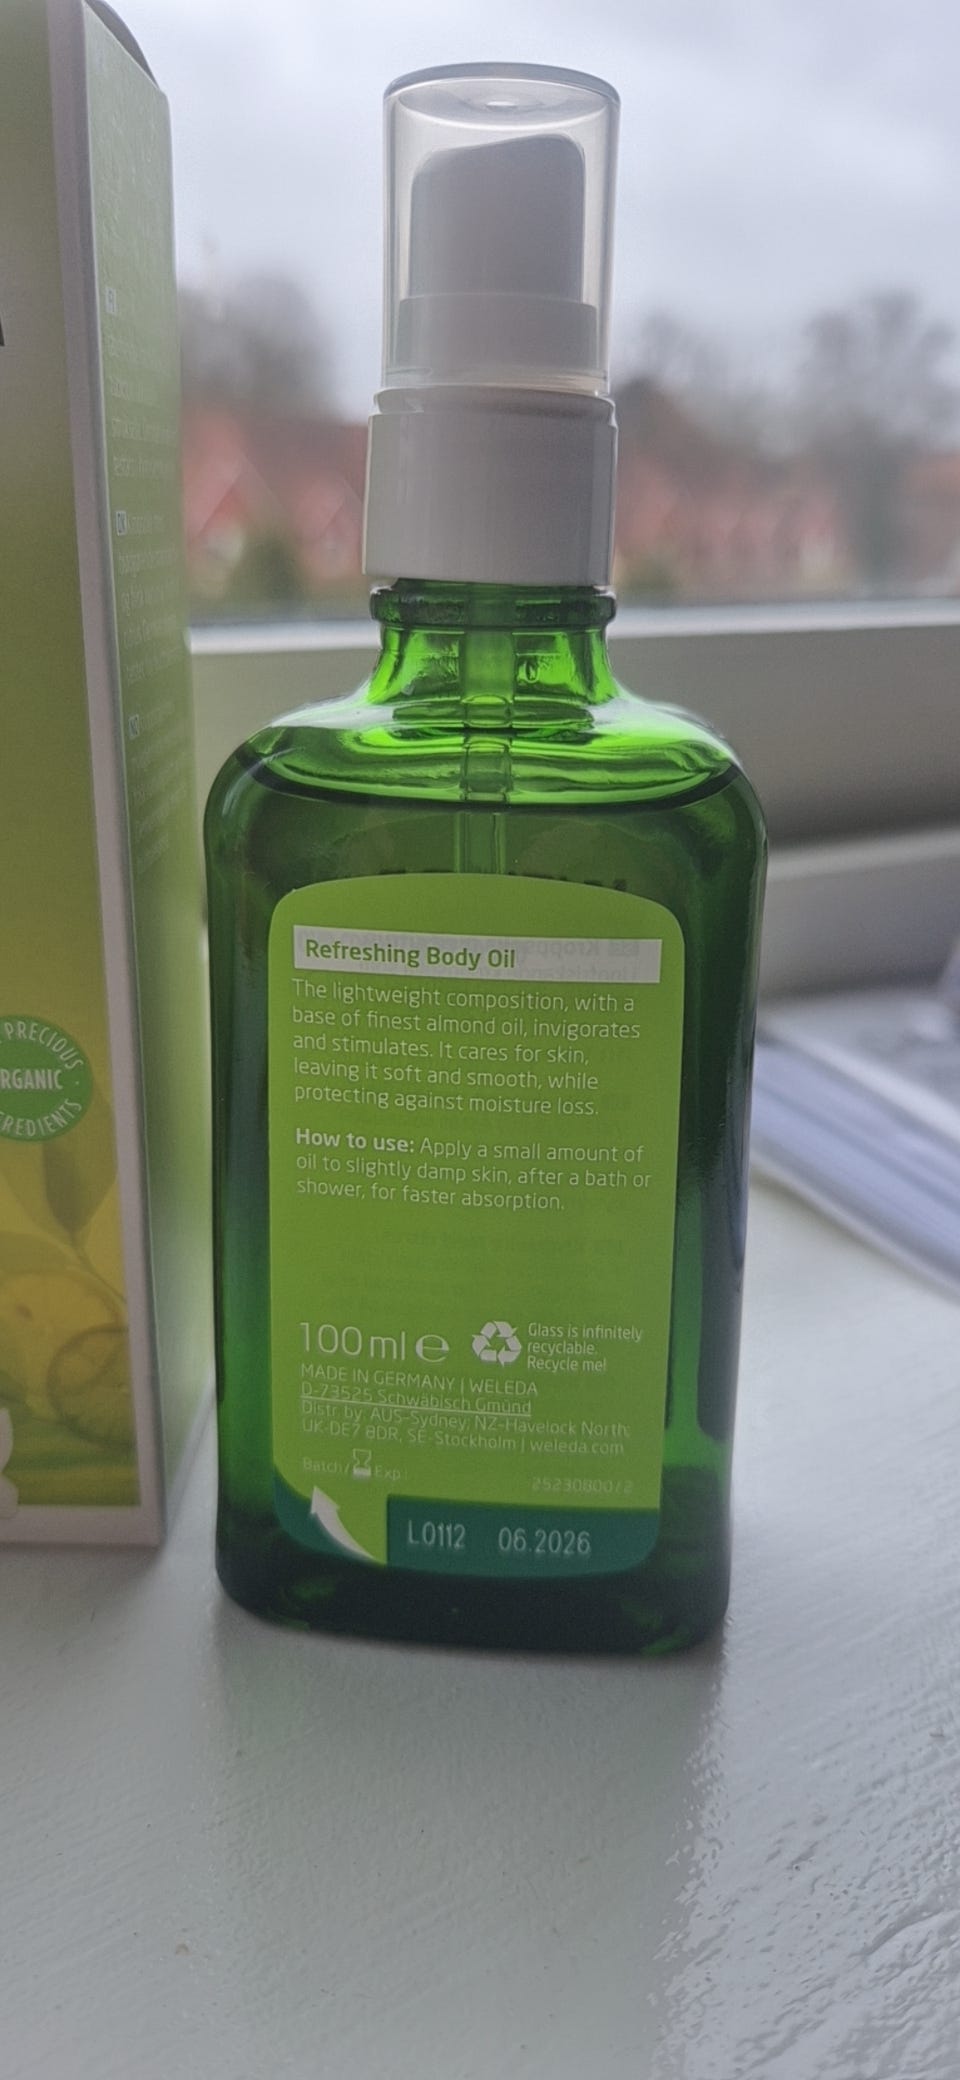 PRECIOUS
RGANIC
REDIENTS
Refreshing Body Oil
The lightweight composition, with a
base of finest almond oil, invigorates
and stimulates. It cares for skin,
leaving it soft and smooth, while
protecting against moisture loss.
How to use: Apply a small amount of
oil to slightly damp skin, after a bath or
shower, for faster absorption.
100 ml e
Glass is infinitely
recyclable.
Recycle me!
MADE IN GERMANY | WELEDA
D-73525 Schwäbisch Gmünd
Distr. by: AUS-Sydney; NZ-Havelock North;
UK-DE7 8DR, SE-Stockholm | weleda.com
Batch / Exp.:
25230800/2
L0112 06.2026